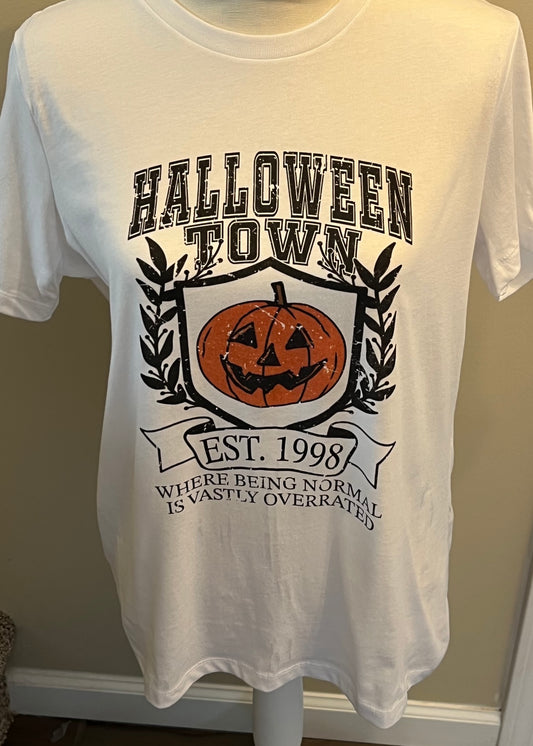 HALLOWEEN
TOWN
EST. 1998
WHERE BEING NORMAL
IS VASTLY OVERRATED